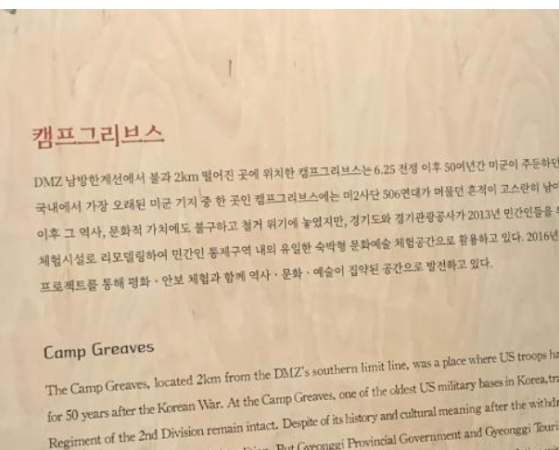 캠프그리브스
DMZ 남방한계선에서 불과 2km 떨어진 곳에 위치한 캠프그리브스는 6.25 전쟁 이후 50여년간 미군이 주둔하던
국내에서 가장 오래된 미군 기지 중 한 곳인 캠프그리브스에는 미2사단 506연대가 머물던 흔적이 고스란히
이후 그 역사, 문화적 가치에도 불구하고 철거 위기에 놓였지만, 경기도와 경기관광공사가 2013년 민간인들을
체험시설로 리모델링하여 민간인 통제구역 내의 유일한 숙박형 문화예술 체험공간으로 활용하고 있다. 2016년
프로젝트를 통해 평화 · 안보 체험과 함께 역사 · 문화 · 예술이 집약된 공간으로 발전하고 있다.
Camp Greaves
The Camp Greaves, located 2km from the DMZ's southern limit line, was a place where US troops
for 50 years after the Korean War. At the Camp Greaves, one of the oldest US military bases in Korea,
Regiment of the 2nd Division remain intact. Despite of its history and cultural meaning after the
But Gyeonggi Provincial Government and Gyeonggi